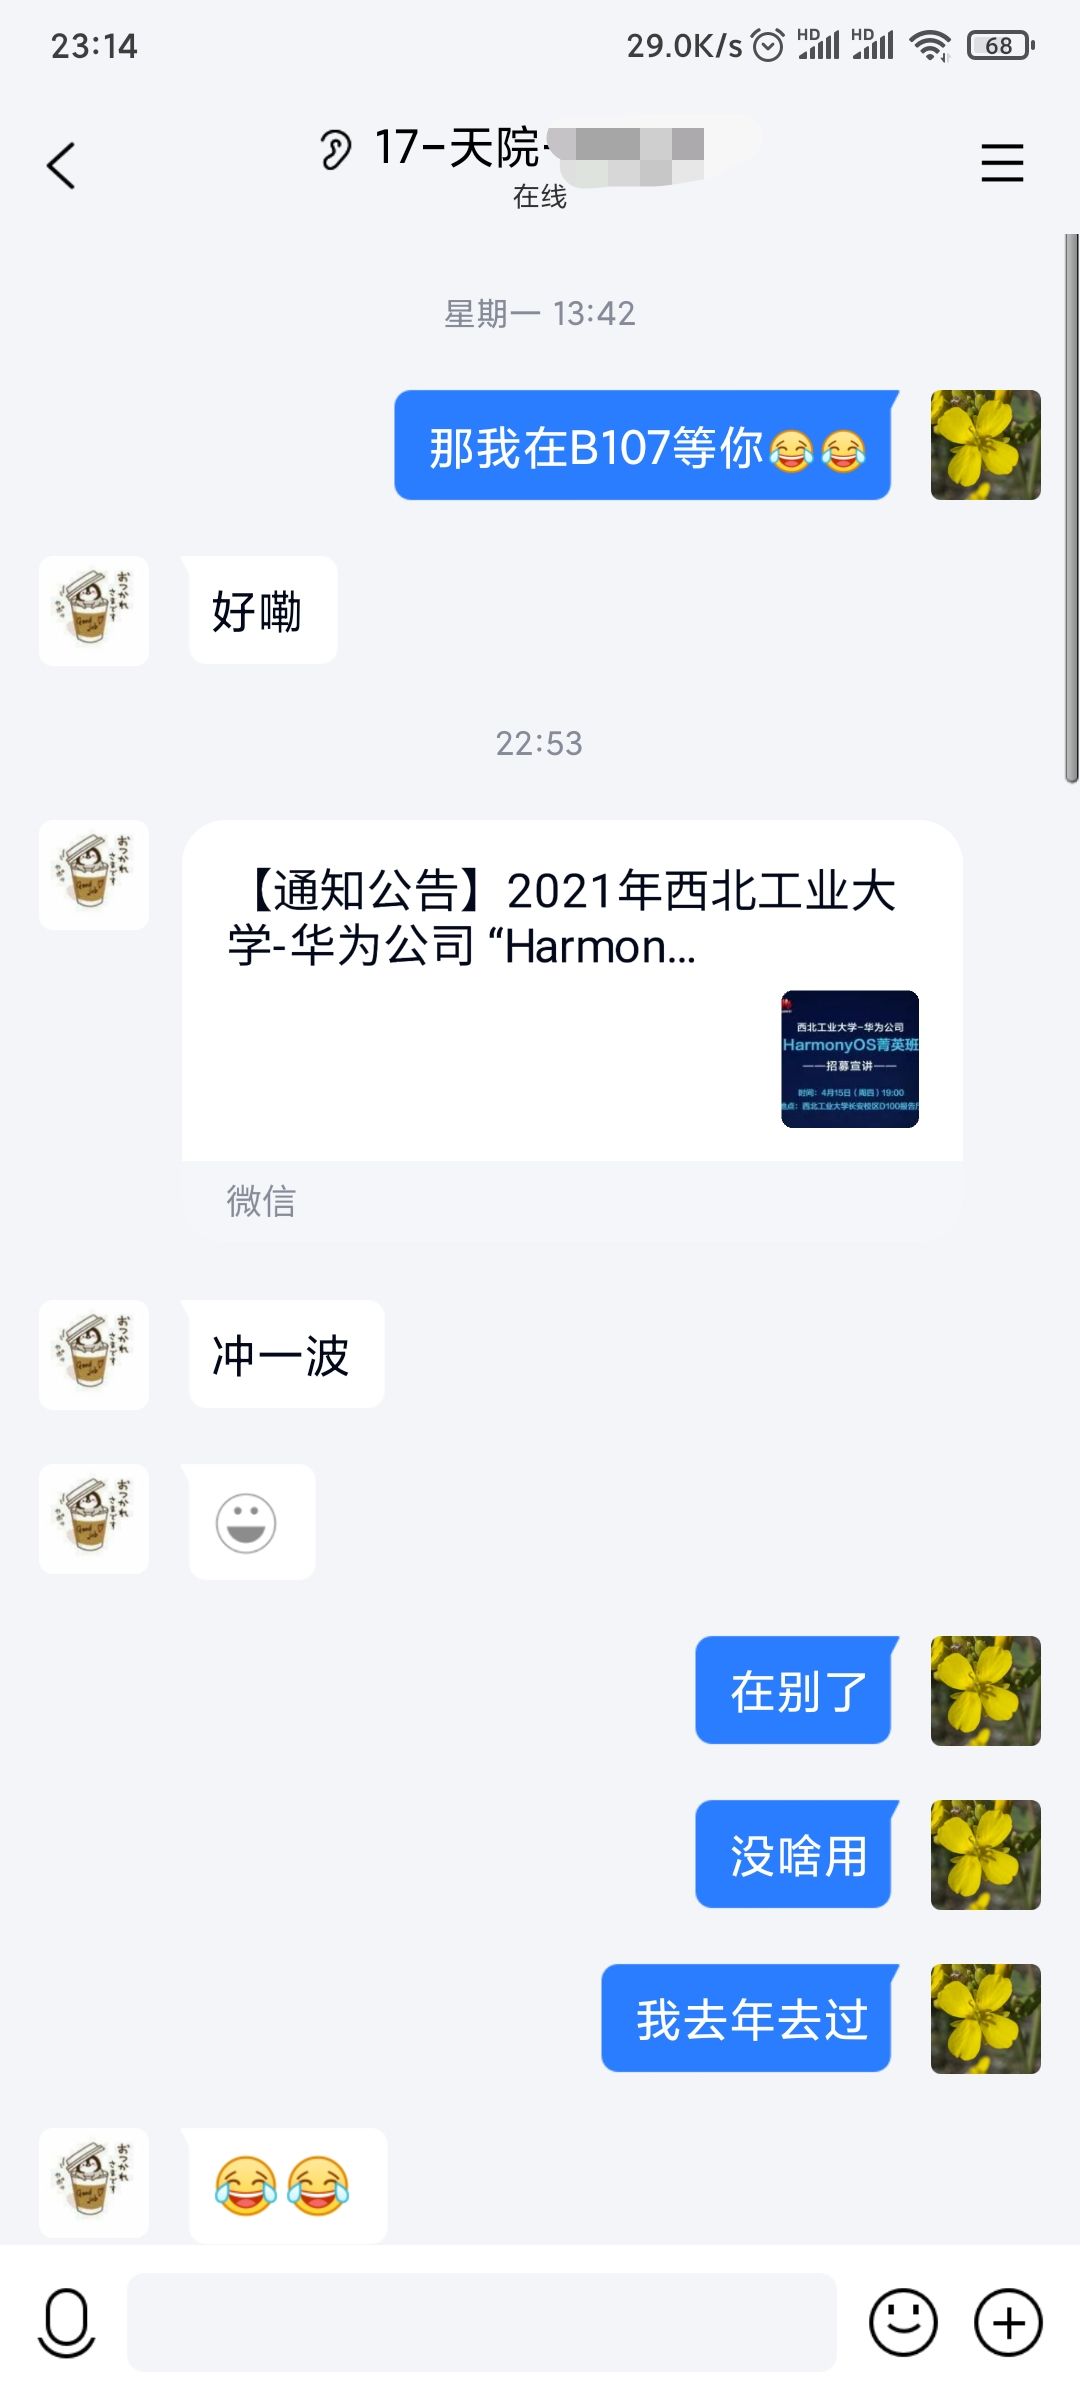 23:14
29.0K/s
HD
HD
68
17-天院-
在线
星期一 13:42
那我在B107等你😂😂
好嘞
22:53
【通知公告】2021年西北工业大
学-华为公司 “Harmon...
西北工业大学-华为公司
HarmonyOS菁英班
——招募宣讲——
时间：4月15日（周四）19:00
地点：西北工业大学长安校区D100报告厅
微信
冲一波
在别了
没啥用
我去年去过
😂😂